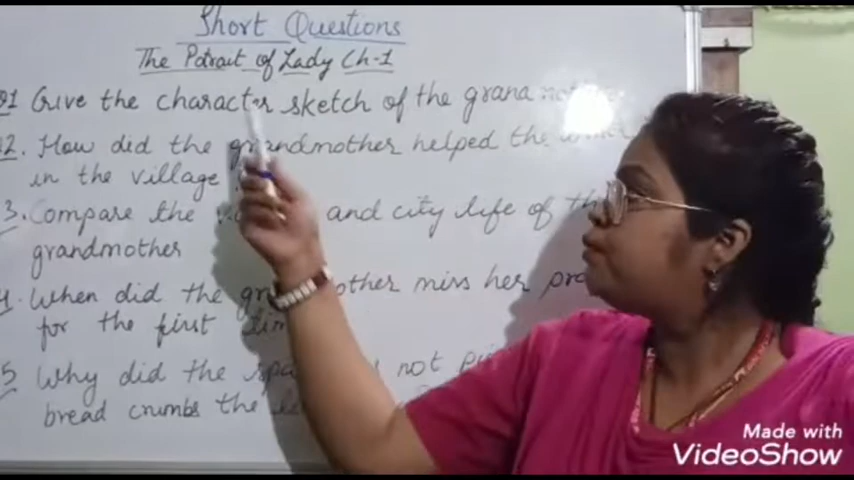 Short Questions
The Potrait of Lady Ch-1
Q1 Give the character sketch of the
2. How did the grandmother helped the
in the village
3. Compare the and city life of
grandmother
4. When did the miss her
for the first
5 Why did the not
bread crumbs the
Made with
VideoShow